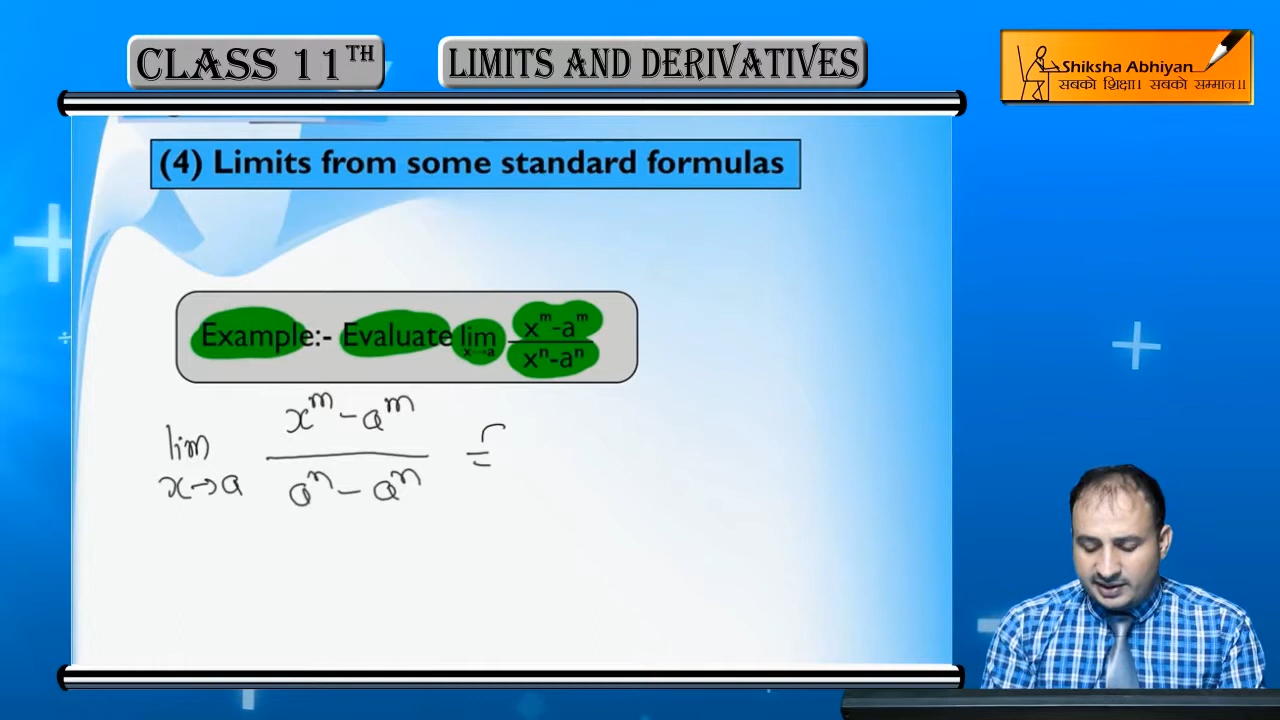 CLASS 11TH
LIMITS AND DERIVATIVES
Shiksha Abhiyan
सबको शिक्षा। सबको सम्मान।।
(4) Limits from some standard formulas
Example:- Evaluate lim x→a (x^m-a^m)/(x^n-a^n)
lim x→a (x^m-a^m)/(a^n-a^n) =